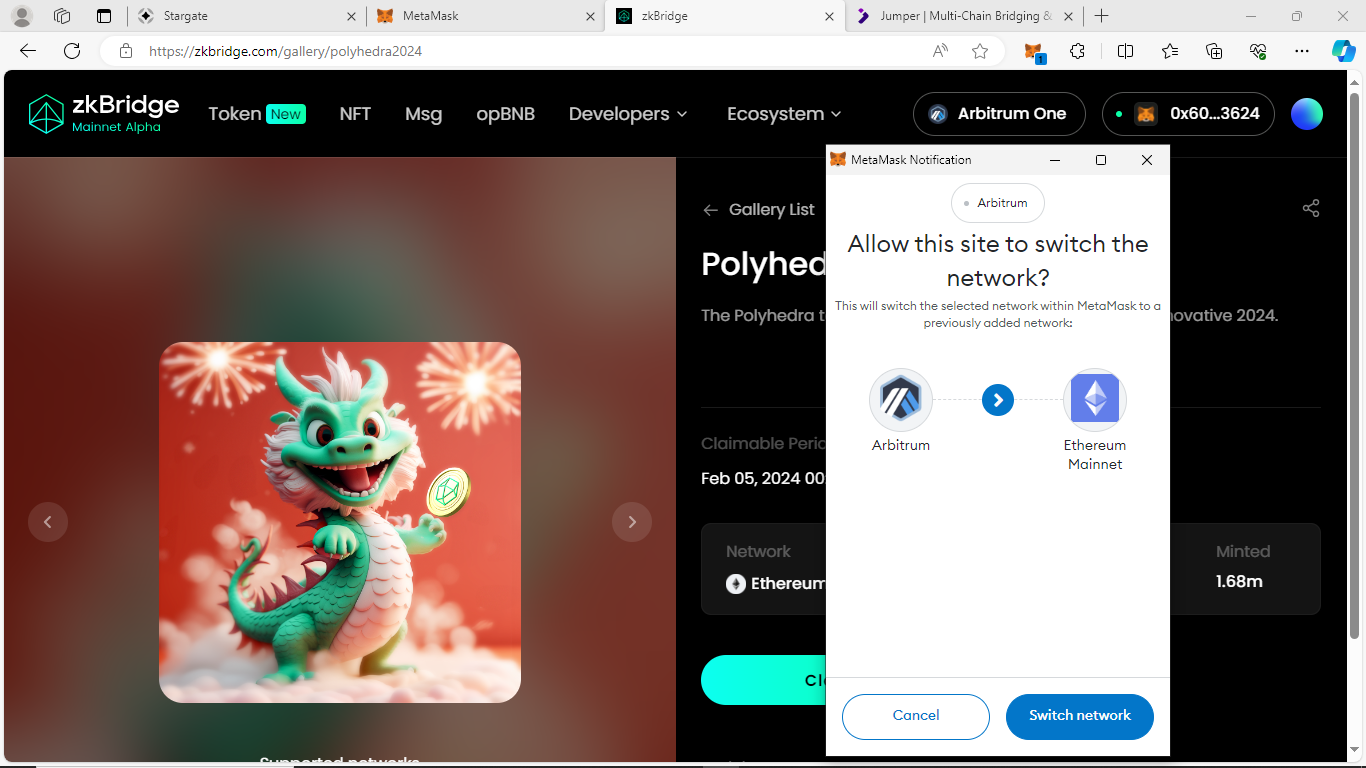 Stargate
MetaMask
zkBridge
Jumper | Multi-Chain Bridging &
https://zkbridge.com/gallery/polyhedra2024
1
zkBridge
Mainnet Alpha
Token New
NFT
Msg
opBNB
Developers
Ecosystem
Arbitrum One
0x60...3624
MetaMask Notification
Arbitrum
Allow this site to switch the
network?
This will switch the selected network within MetaMask to a
previously added network:
Arbitrum
Ethereum
Mainnet
Cancel
Switch network
Gallery List
Polyhed
The Polyhedra t
novative 2024.
Claimable Perio
Feb 05, 2024 00
Network
Ethereum
Minted
1.68m
Cl
Supported networks